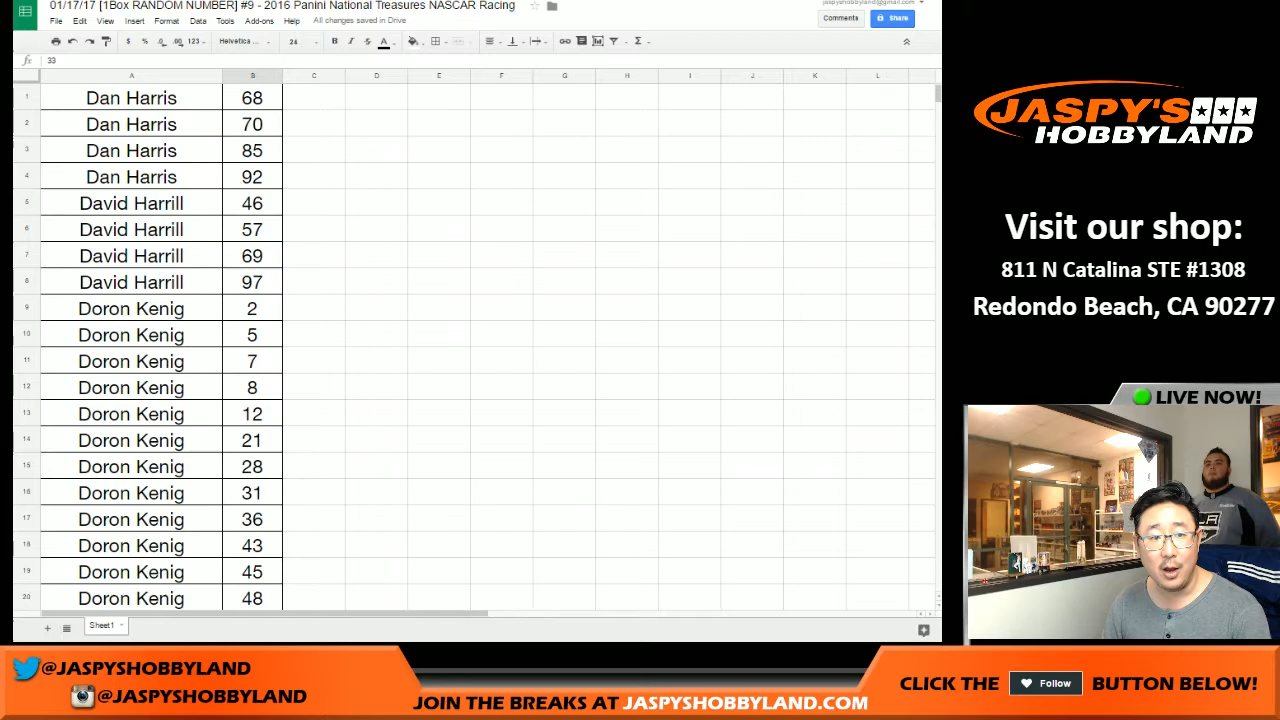 01/17/17 [1Box RANDOM NUMBER] #9 - 2016 Panini National Treasures NASCAR Racing
jaspyshobbyland@gmail.com
File Edit View Insert Format Data Tools Add-ons Help All changes saved in Drive
Comments Share
$ % .0 .00 123 Helvetica ... 24 B I S A Σ
fx 33
A B C D E F G H I J K L
1 Dan Harris 68
2 Dan Harris 70
3 Dan Harris 85
4 Dan Harris 92
5 David Harrill 46
6 David Harrill 57
7 David Harrill 69
8 David Harrill 97
9 Doron Kenig 2
10 Doron Kenig 5
11 Doron Kenig 7
12 Doron Kenig 8
13 Doron Kenig 12
14 Doron Kenig 21
15 Doron Kenig 28
16 Doron Kenig 31
17 Doron Kenig 36
18 Doron Kenig 43
19 Doron Kenig 45
20 Doron Kenig 48
Sheet1
JASPY'S
HOBBYLAND
Visit our shop:
811 N Catalina STE #1308
Redondo Beach, CA 90277
LIVE NOW!
@JASPYSHOBBYLAND
@JASPYSHOBBYLAND
JOIN THE BREAKS AT JASPYSHOBBYLAND.COM
CLICK THE Follow BUTTON BELOW!